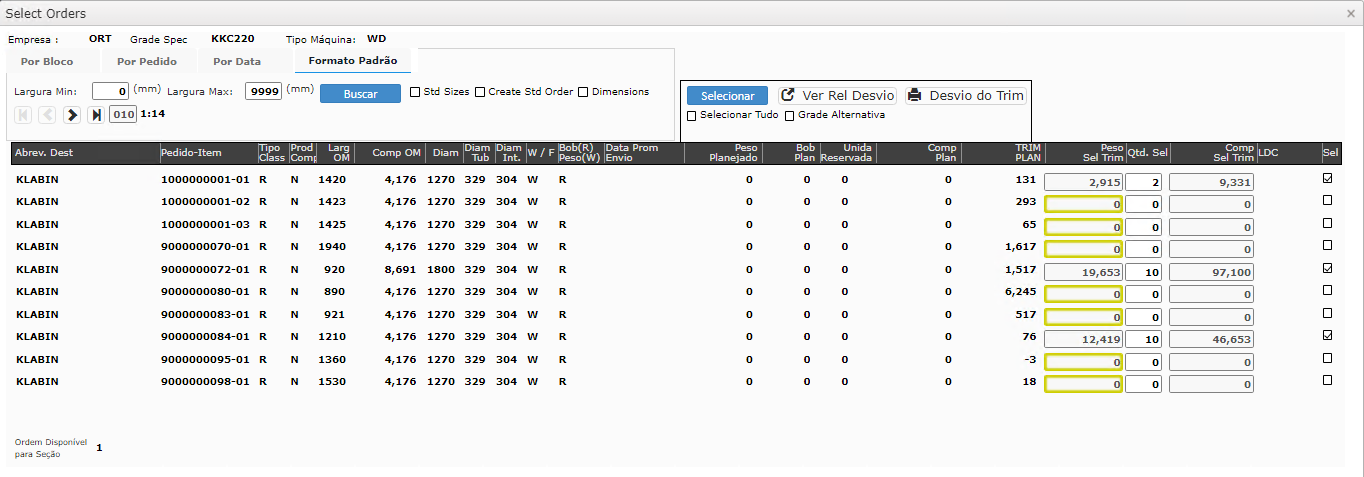 Select Orders ×
Empresa : ORT Grade Spec KKC220 Tipo Máquina: WD
Por Bloco Por Pedido Por Data Formato Padrão
Largura Min: 0 (mm) Largura Max: 9999 (mm) Buscar Std Sizes Create Std Order Dimensions
Selecionar Ver Rel Desvio Desvio do Trim
010 1:14
Selecionar Tudo Grade Alternativa
Abrev. Dest Pedido-Item Tipo Class Prod Comp Larg OM Comp OM Diam Diam Tub Diam Int. W / F Bob(R) Peso(W) Data Prom Envio Peso Planejado Bob Plan Unida Reservada Comp Plan TRIM PLAN Peso Sel Trim Qtd. Sel Comp Sel Trim LDC Sel
KLABIN 1000000001-01 R N 1420 4,176 1270 329 304 W R 0 0 0 0 131 2,915 2 9,331
KLABIN 1000000001-02 R N 1423 4,176 1270 329 304 W R 0 0 0 0 293 0 0 0
KLABIN 1000000001-03 R N 1425 4,176 1270 329 304 W R 0 0 0 0 65 0 0 0
KLABIN 9000000070-01 R N 1940 4,176 1270 329 304 W R 0 0 0 0 1,617 0 0 0
KLABIN 9000000072-01 R N 920 8,691 1800 329 304 W R 0 0 0 0 1,517 19,653 10 97,100
KLABIN 9000000080-01 R N 890 4,176 1270 329 304 W R 0 0 0 0 6,245 0 0 0
KLABIN 9000000083-01 R N 921 4,176 1270 329 304 W R 0 0 0 0 517 0 0 0
KLABIN 9000000084-01 R N 1210 4,176 1270 329 304 W R 0 0 0 0 76 12,419 10 46,653
KLABIN 9000000095-01 R N 1360 4,176 1270 329 304 W R 0 0 0 0 -3 0 0 0
KLABIN 9000000098-01 R N 1530 4,176 1270 329 304 W R 0 0 0 0 18 0 0 0
Ordem Disponível
para Seção 1